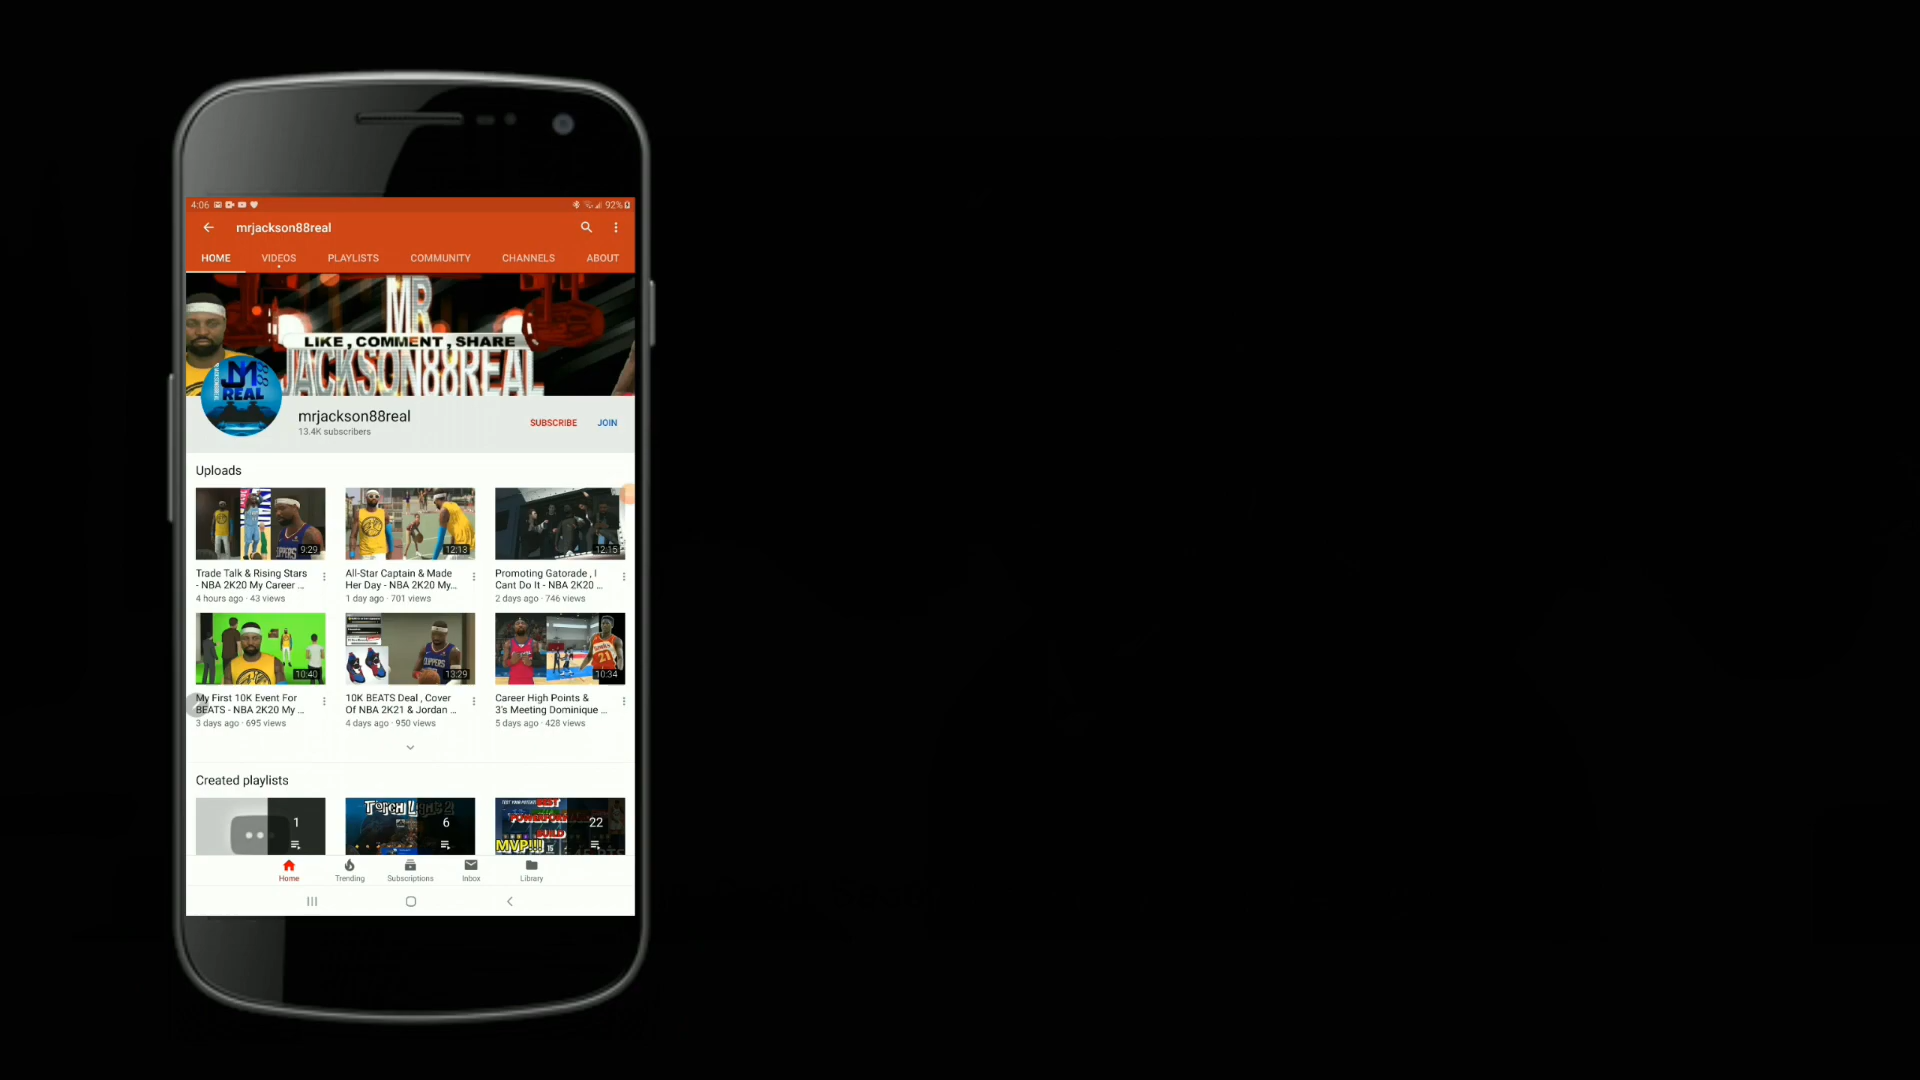 4:06
92%
mrjackson88real
HOME VIDEOS PLAYLISTS COMMUNITY CHANNELS ABOUT
MR
LIKE , COMMENT , SHARE
JACKSON88REAL
JM
REAL
mrjackson88real
13.4K subscribers
SUBSCRIBE JOIN
Uploads
CLIPPERS
9:29
12:13
12:15
Trade Talk & Rising Stars
- NBA 2K20 My Career ...
4 hours ago · 43 views
All-Star Captain & Made
Her Day - NBA 2K20 My...
1 day ago · 701 views
Promoting Gatorade , I
Cant Do It - NBA 2K20 ...
2 days ago · 746 views
10:40
CLIPPERS
13:29
21
10:34
My First 10K Event For
BEATS - NBA 2K20 My ...
3 days ago · 695 views
10K BEATS Deal , Cover
Of NBA 2K21 & Jordan ...
4 days ago · 950 views
Career High Points &
3's Meeting Dominique ...
5 days ago · 428 views
Created playlists
1
6
BEST
BUILD
MVP!!!
22
Home Trending Subscriptions Inbox Library